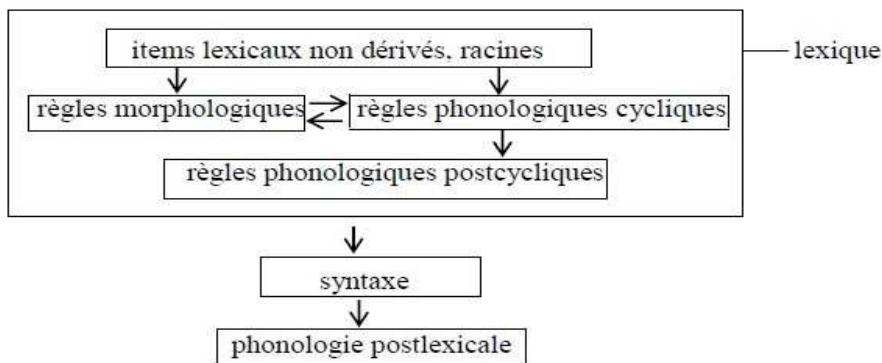 items lexicaux non dérivés, racines
lexique
règles morphologiques
règles phonologiques cycliques
règles phonologiques postcycliques
syntaxe
phonologie postlexicale